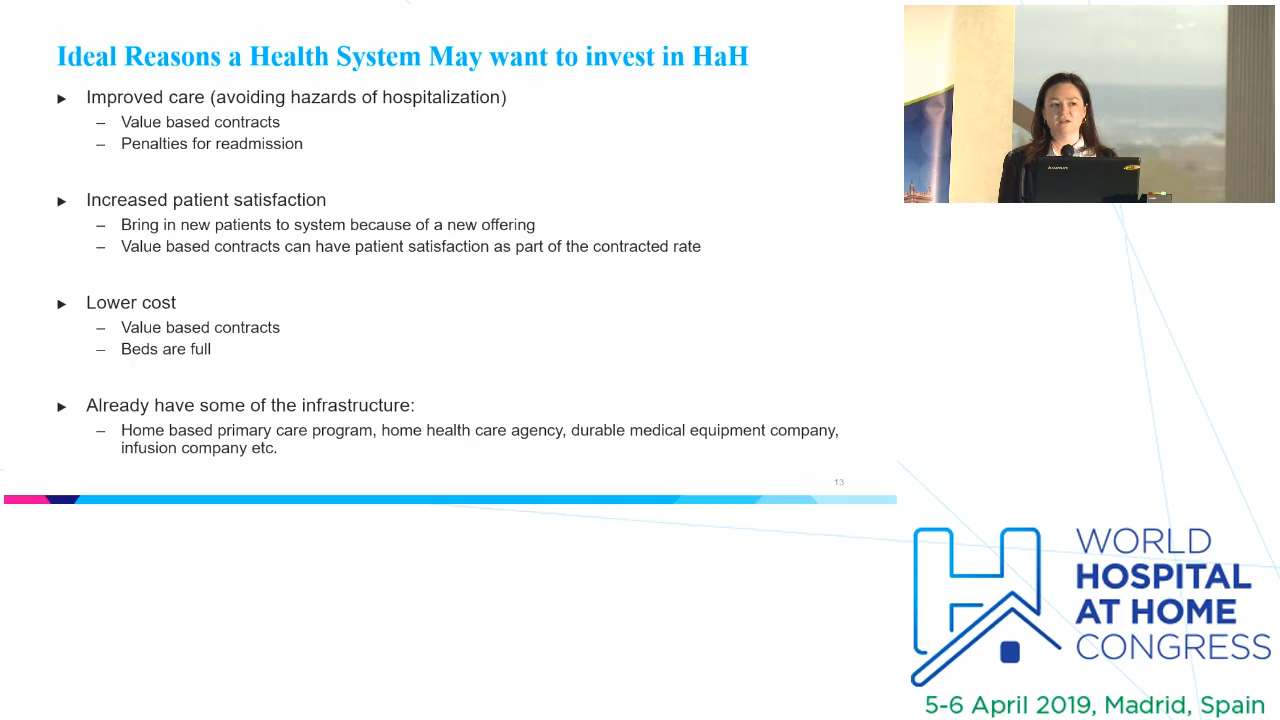 Ideal Reasons a Health System May want to invest in HaH
Improved care (avoiding hazards of hospitalization)
– Value based contracts
– Penalties for readmission
Increased patient satisfaction
– Bring in new patients to system because of a new offering
– Value based contracts can have patient satisfaction as part of the contracted rate
Lower cost
– Value based contracts
– Beds are full
Already have some of the infrastructure:
– Home based primary care program, home health care agency, durable medical equipment company,
infusion company etc.
13
WORLD
HOSPITAL
AT HOME
CONGRESS
5-6 April 2019, Madrid, Spain